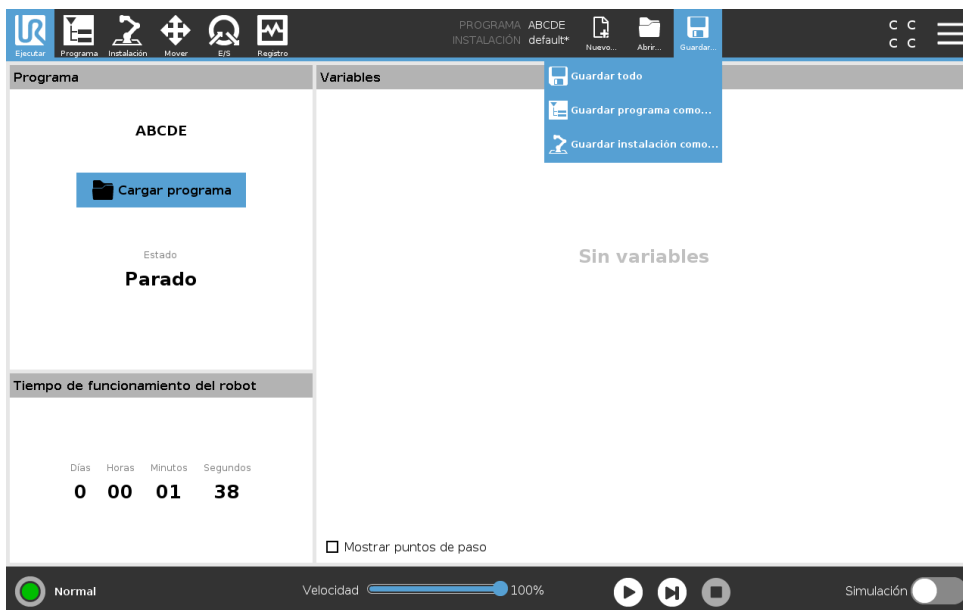 UR
Ejecutar
Programa
Instalación
Mover
E/S
Registro
PROGRAMA ABCDE
INSTALACIÓN default*
Nuevo...
Abrir...
Guardar...
C C
C C
Guardar todo
Guardar programa como...
Guardar instalación como...
Programa
ABCDE
Cargar programa
Estado
Parado
Variables
Sin variables
Tiempo de funcionamiento del robot
Días Horas Minutos Segundos
0 00 01 38
Mostrar puntos de paso
Normal
Velocidad 100%
Simulación